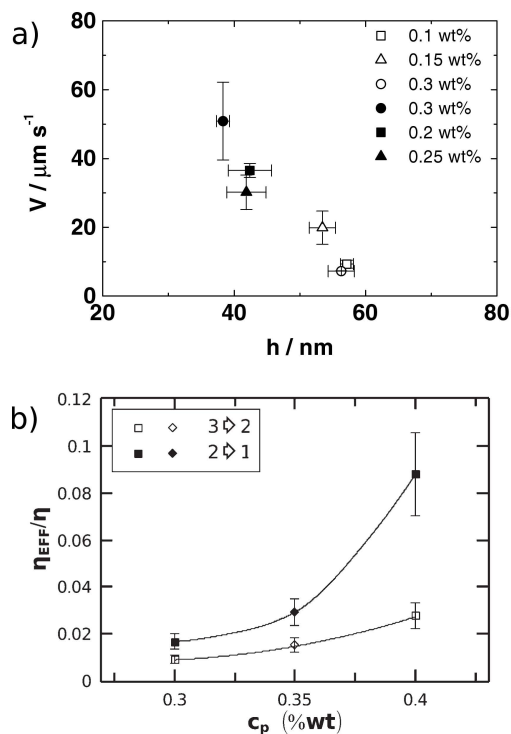 a)
80
60
40
20
0
V / μm s⁻¹
□ 0.1 wt%
△ 0.15 wt%
○ 0.3 wt%
● 0.3 wt%
■ 0.2 wt%
▲ 0.25 wt%
20 40 60 80
h / nm
b)
0.12
0.1
0.08
0.06
0.04
0.02
0
ηEFF/η
3 ⇨ 2
2 ⇨ 1
0.3 0.35 0.4
cp (%wt)